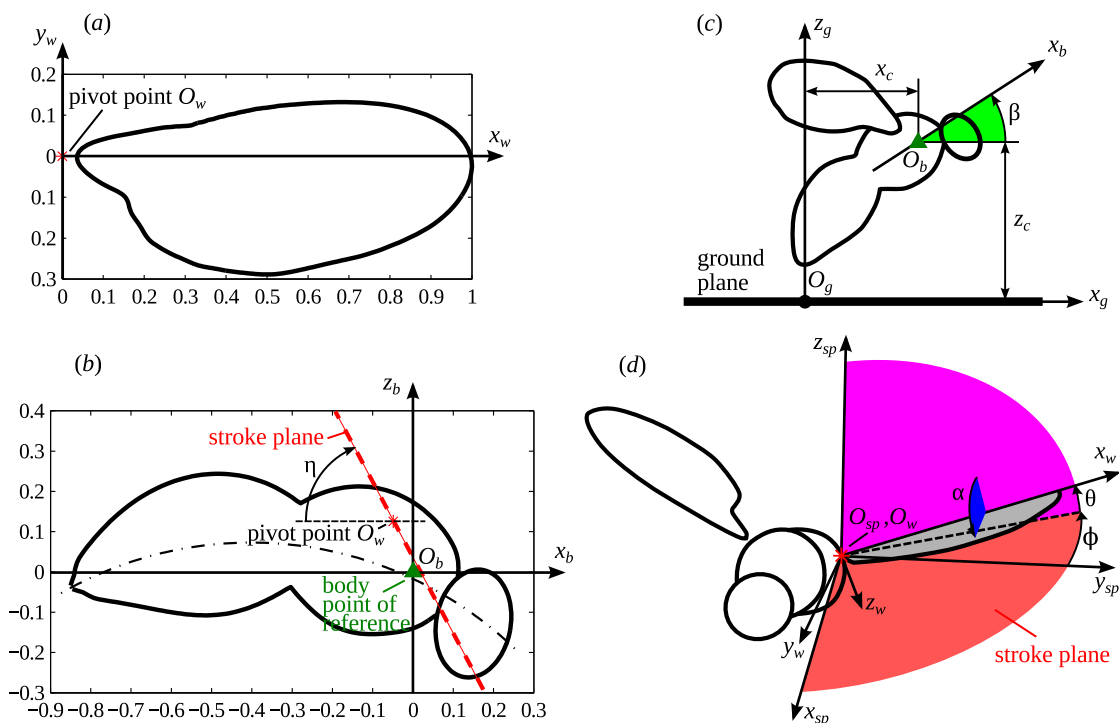 (a)
y_w
0.2
0.1
0
0.1
0.2
0.3
pivot point O_w
x_w
0 0.1 0.2 0.3 0.4 0.5 0.6 0.7 0.8 0.9 1
(b)
z_b
0.4
0.3
0.2
0.1
0
−0.1
−0.2
−0.3
stroke plane
η
pivot point O_w
O_b
x_b
body
point of
reference
−0.9 −0.8 −0.7 −0.6 −0.5 −0.4 −0.3 −0.2 −0.1 0 0.1 0.2 0.3
(c)
z_g
x_c
x_b
β
O_b
z_c
ground
plane
O_g
x_g
(d)
z_sp
x_w
α
θ
O_sp ,O_w
ϕ
y_sp
z_w
y_w
stroke plane
x_sp